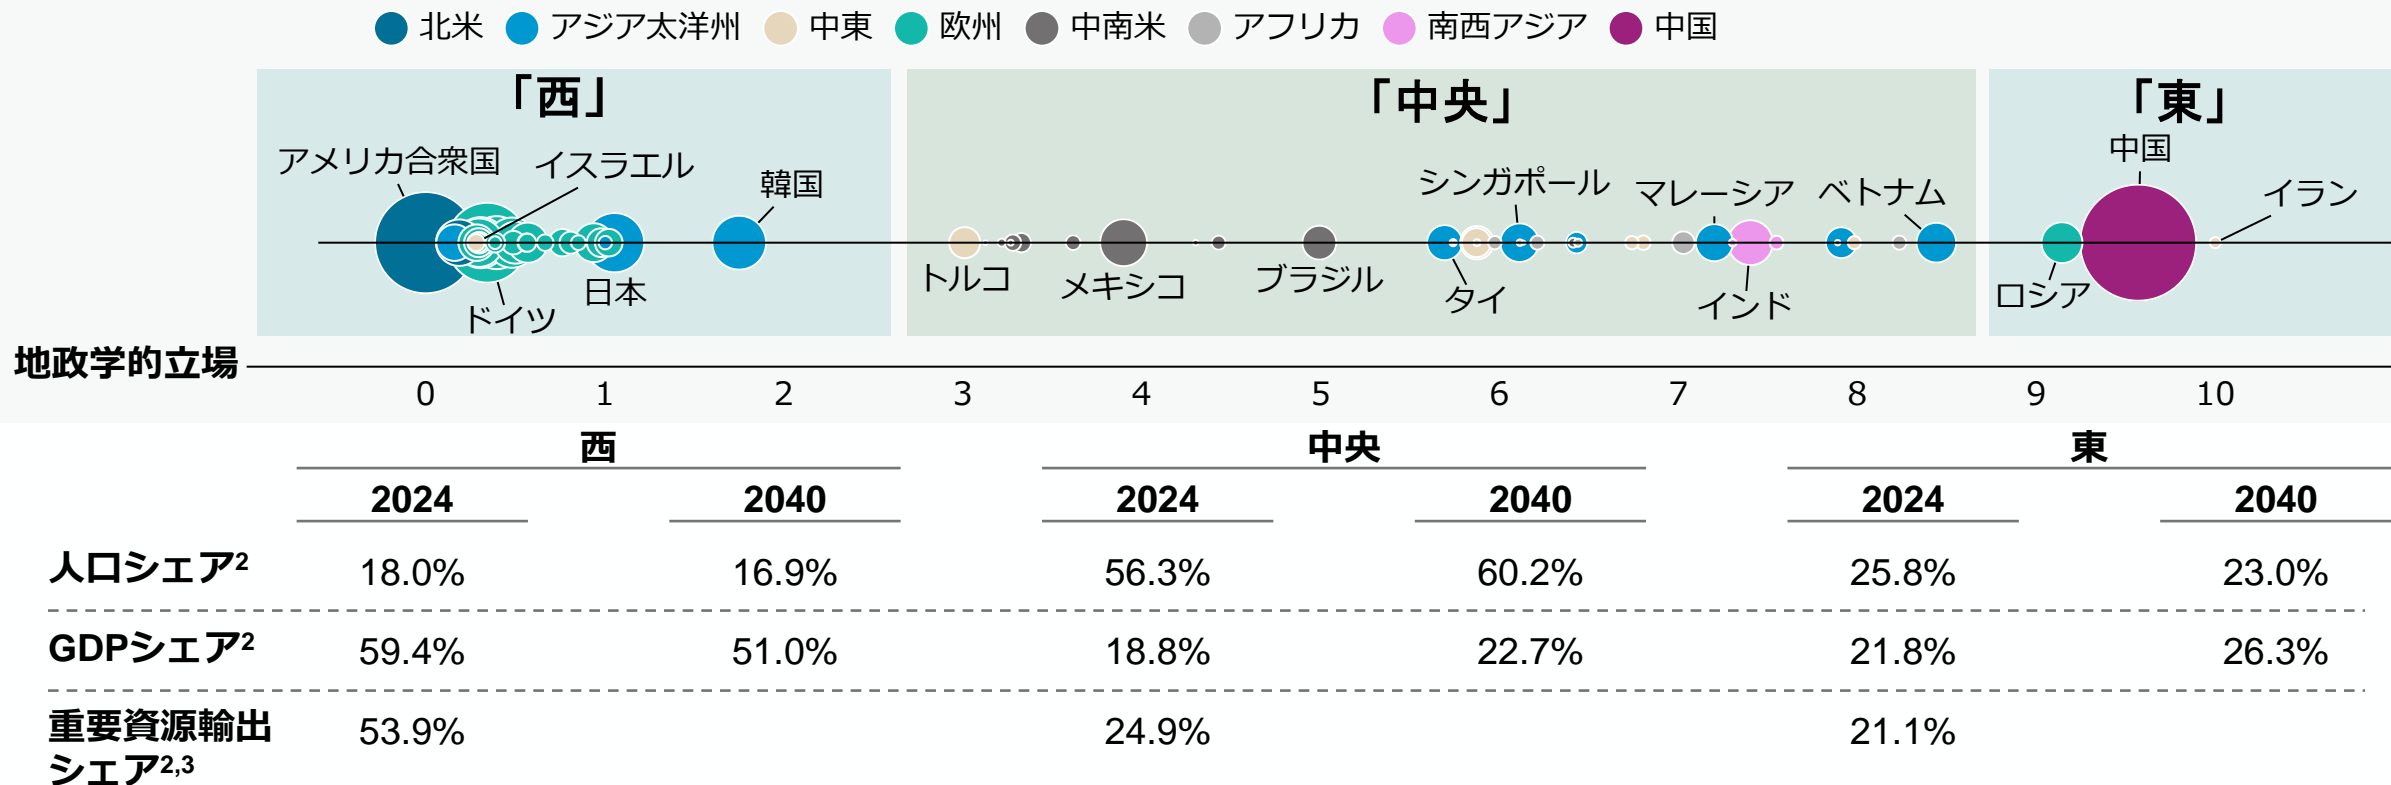 北米 アジア太洋州 中東 欧州 中南米 アフリカ 南西アジア 中国
「西」 「中央」 「東」
アメリカ合衆国 イスラエル 韓国 シンガポール マレーシア ベトナム 中国 イラン
ドイツ 日本 トルコ メキシコ ブラジル タイ インド ロシア
地政学的立場
0 1 2 3 4 5 6 7 8 9 10
西 中央 東
2024 2040 2024 2040 2024 2040
人口シェア2 18.0% 16.9% 56.3% 60.2% 25.8% 23.0%
GDPシェア2 59.4% 51.0% 18.8% 22.7% 21.8% 26.3%
重要資源輸出 53.9% 24.9% 21.1%
シェア2,3